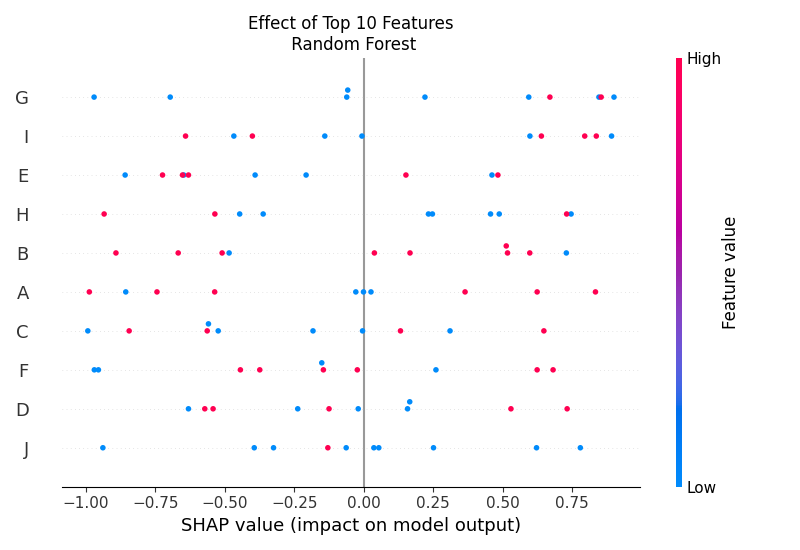 Effect of Top 10 Features
Random Forest
High
G
I
E
H
B
A
C
F
D
J
Feature value
Low
−1.00 −0.75 −0.50 −0.25 0.00 0.25 0.50 0.75
SHAP value (impact on model output)